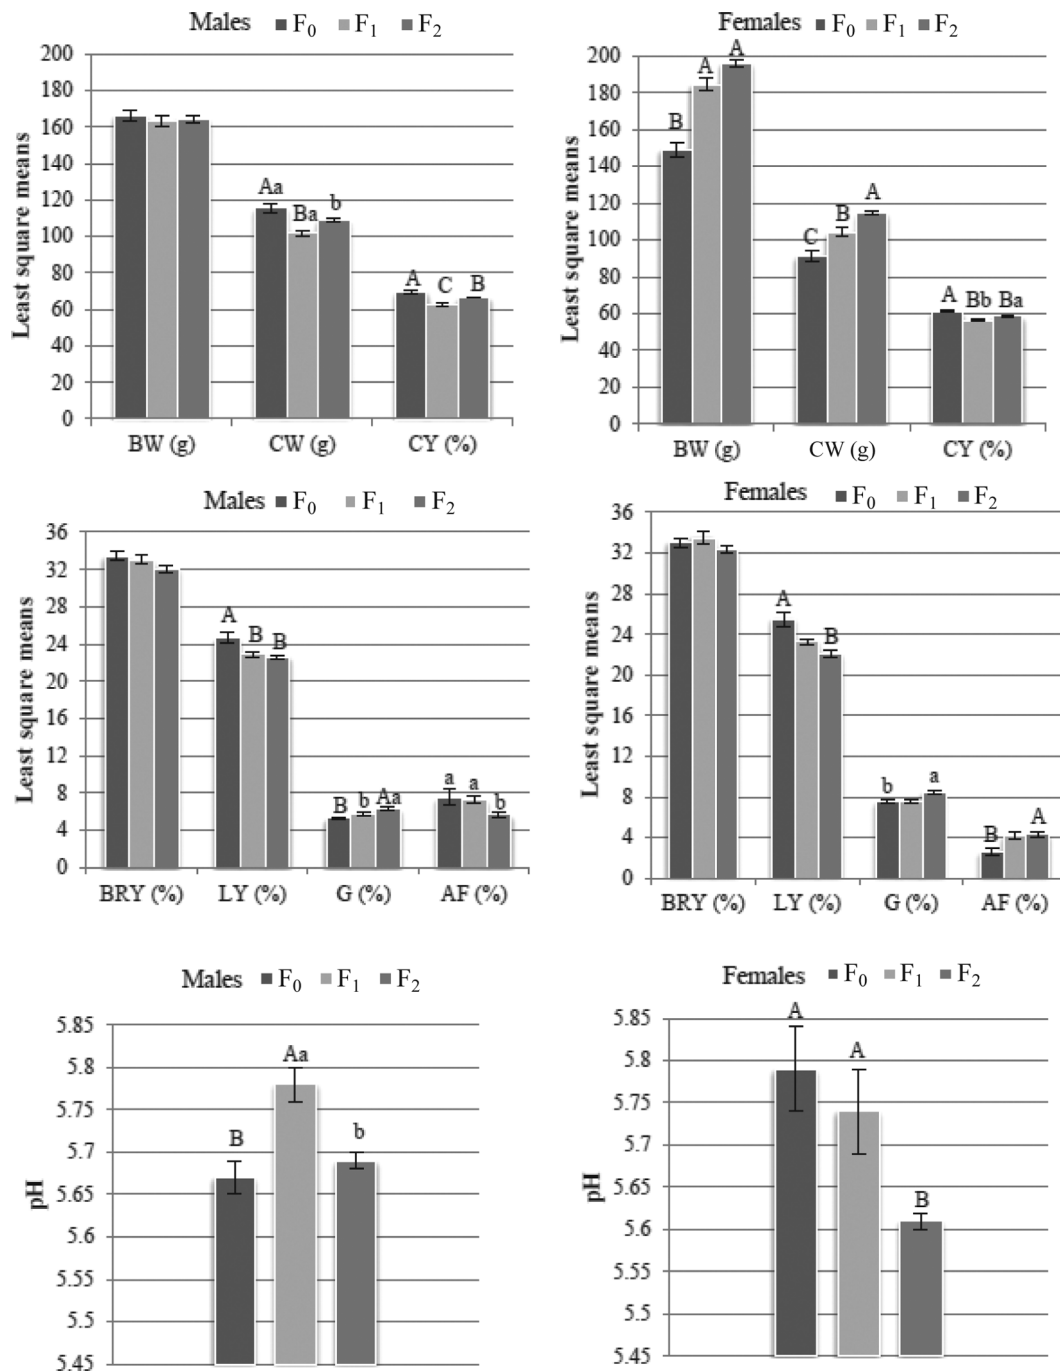 Males ■ F0 ■ F1 ■ F2
200
180
160
140
120
100
80
60
40
20
0
Least square means
Aa
Ba
b
A
C
B
BW (g) CW (g) CY (%)
Females ■ F0 ■ F1 ■ F2
200
180
160
140
120
100
80
60
40
20
0
Least square means
B
A
A
C
B
A
A
Bb
Ba
BW (g) CW (g) CY (%)
Males ■ F0 ■ F1 ■ F2
36
32
28
24
20
16
12
8
4
0
Least square means
A
B
B
B
b
Aa
a
a
b
BRY (%) LY (%) G (%) AF (%)
Females ■ F0 ■ F1 ■ F2
36
32
28
24
20
16
12
8
4
0
Least square means
A
B
b
a
B
A
BRY (%) LY (%) G (%) AF (%)
Males ■ F0 ■ F1 ■ F2
5.85
5.8
5.75
5.7
5.65
5.6
5.55
5.5
5.45
pH
B
Aa
b
Females ■ F0 ■ F1 ■ F2
5.85
5.8
5.75
5.7
5.65
5.6
5.55
5.5
5.45
pH
A
A
B